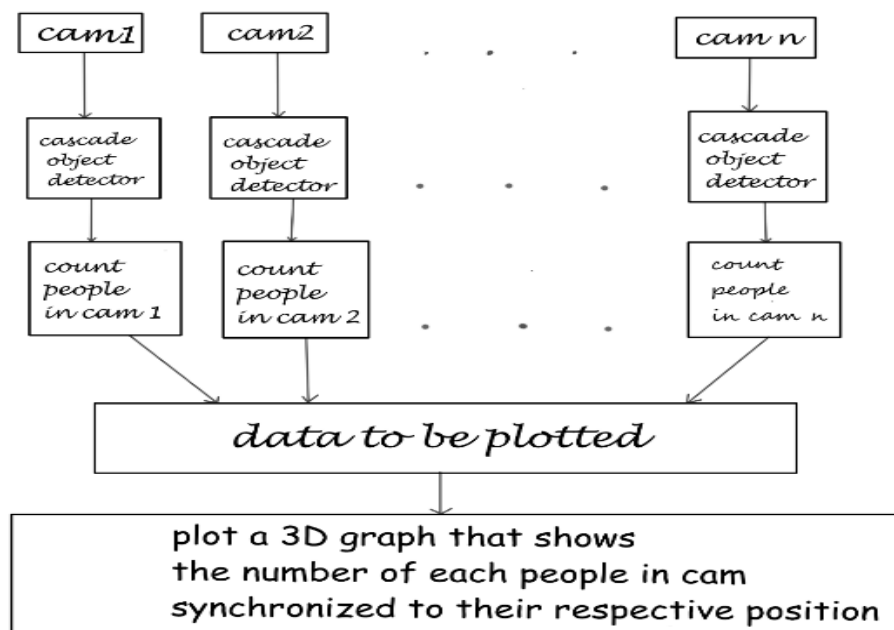 cam1
cam2
cam n
cascade
object
detector
cascade
object
detector
cascade
object
detector
count
people
in cam 1
count
people
in cam 2
count
people
in cam n
data to be plotted
plot a 3D graph that shows
the number of each people in cam
synchronized to their respective position